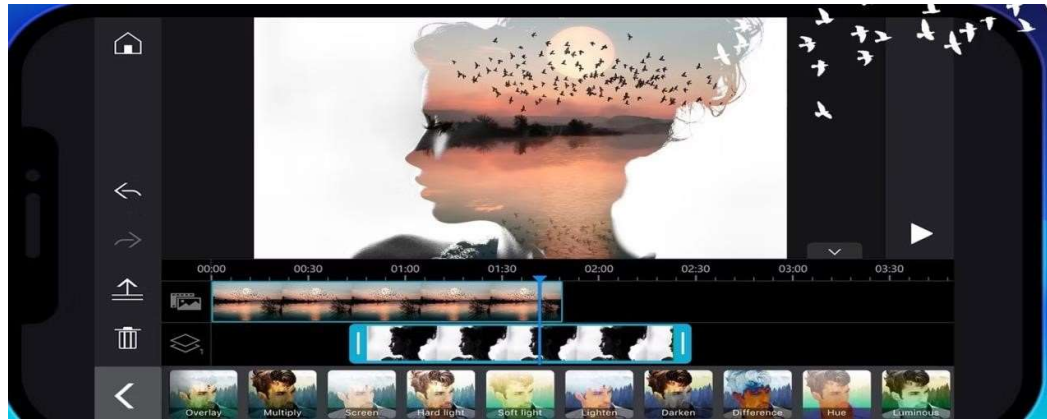 00:00 00:30 01:00 01:30 02:00 02:30 03:00 03:30
1
Overlay Multiply Screen Hard light Soft light Lighten Darken Difference Hue Luminous